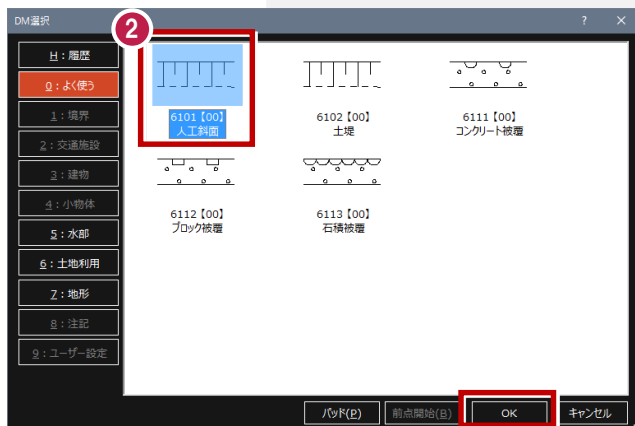 DM選択
?
×
2
H：履歴
0：よく使う
1：境界
2：交通施設
3：建物
4：小物体
5：水部
6：土地利用
7：地形
8：注記
9：ユーザー設定
6101【00】
人工斜面
6102【00】
土堤
6111【00】
コンクリート被覆
6112【00】
ブロック被覆
6113【00】
石積被覆
パッド(P)
前点開始(B)
OK
キャンセル